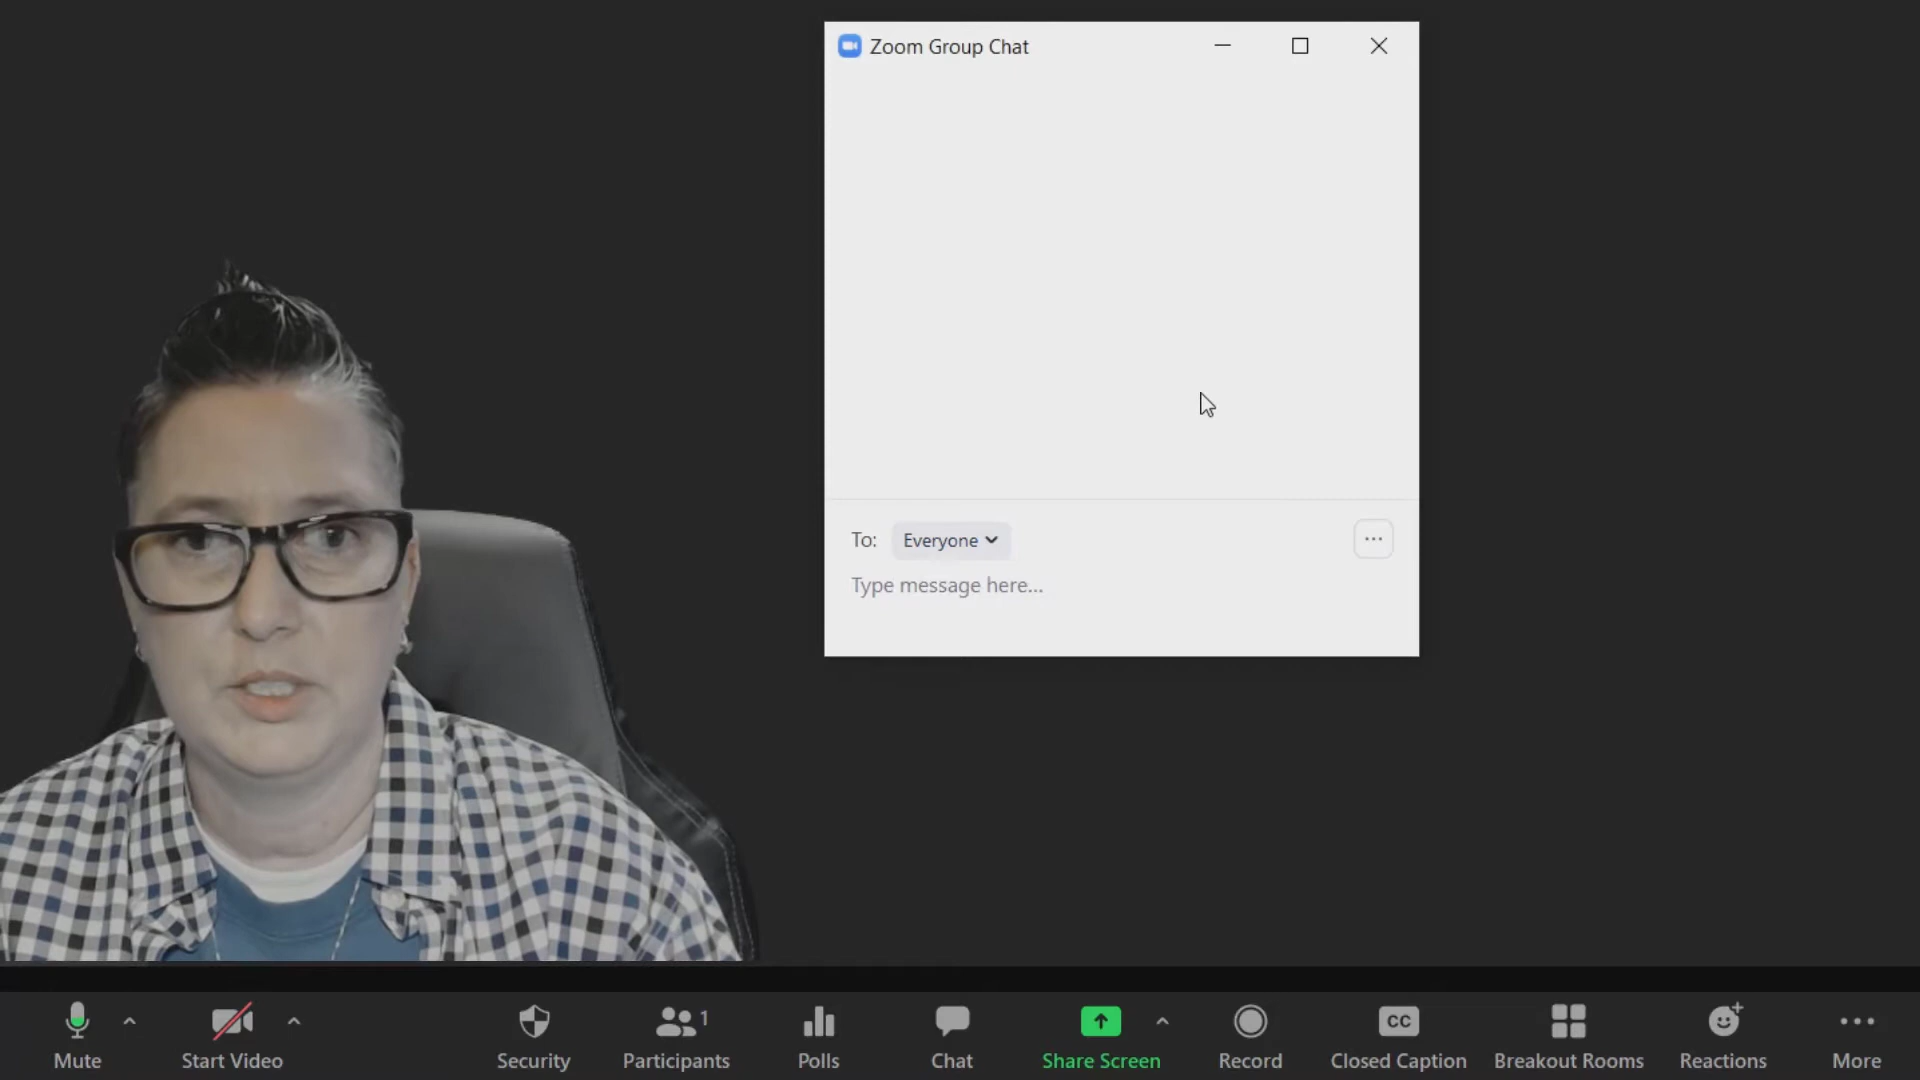 Zoom Group Chat
To: Everyone
Type message here...
Mute
Start Video
Security
Participants 1
Polls
Chat
Share Screen
Record
CC
Closed Caption
Breakout Rooms
Reactions
More